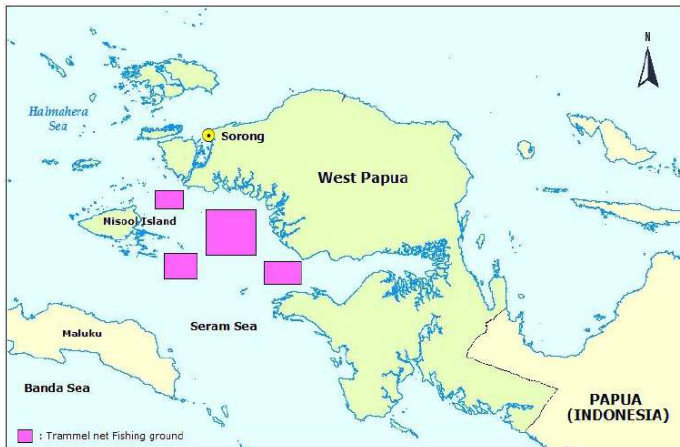 N
Halmahera
Sea
Sorong
West Papua
Misool Island
Seram Sea
Maluku
Banda Sea
PAPUA
(INDONESIA)
: Trammel net Fishing ground